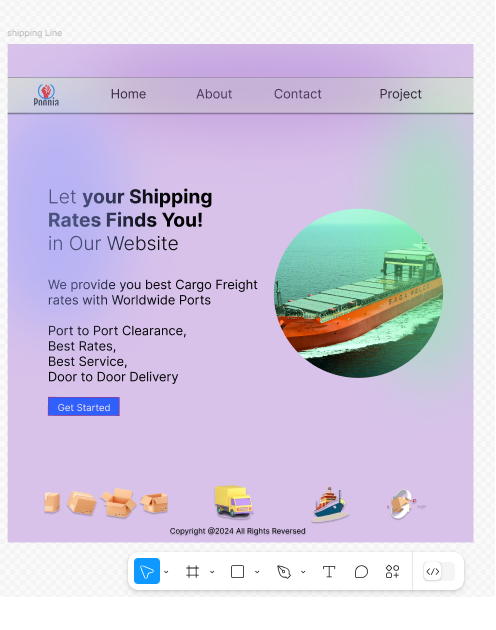 shipping Line
Ponnia
Home
About
Contact
Project
Let your Shipping
Rates Finds You!
in Our Website
We provide you best Cargo Freight
rates with Worldwide Ports
Port to Port Clearance,
Best Rates,
Best Service,
Door to Door Delivery
Get Started
Copyright @2024 All Rights Reversed